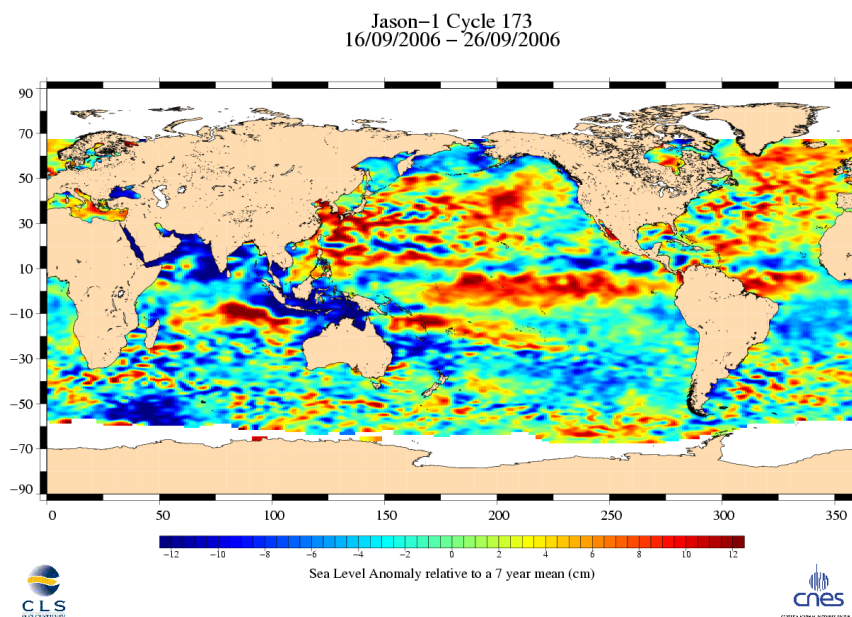 Jason-1 Cycle 173
16/09/2006 - 26/09/2006
90
70
50
30
10
-10
-30
-50
-70
-90
0 50 100 150 200 250 300 350
-12 -10 -8 -6 -4 -2 0 2 4 6 8 10 12
Sea Level Anomaly relative to a 7 year mean (cm)
CLS
cnes